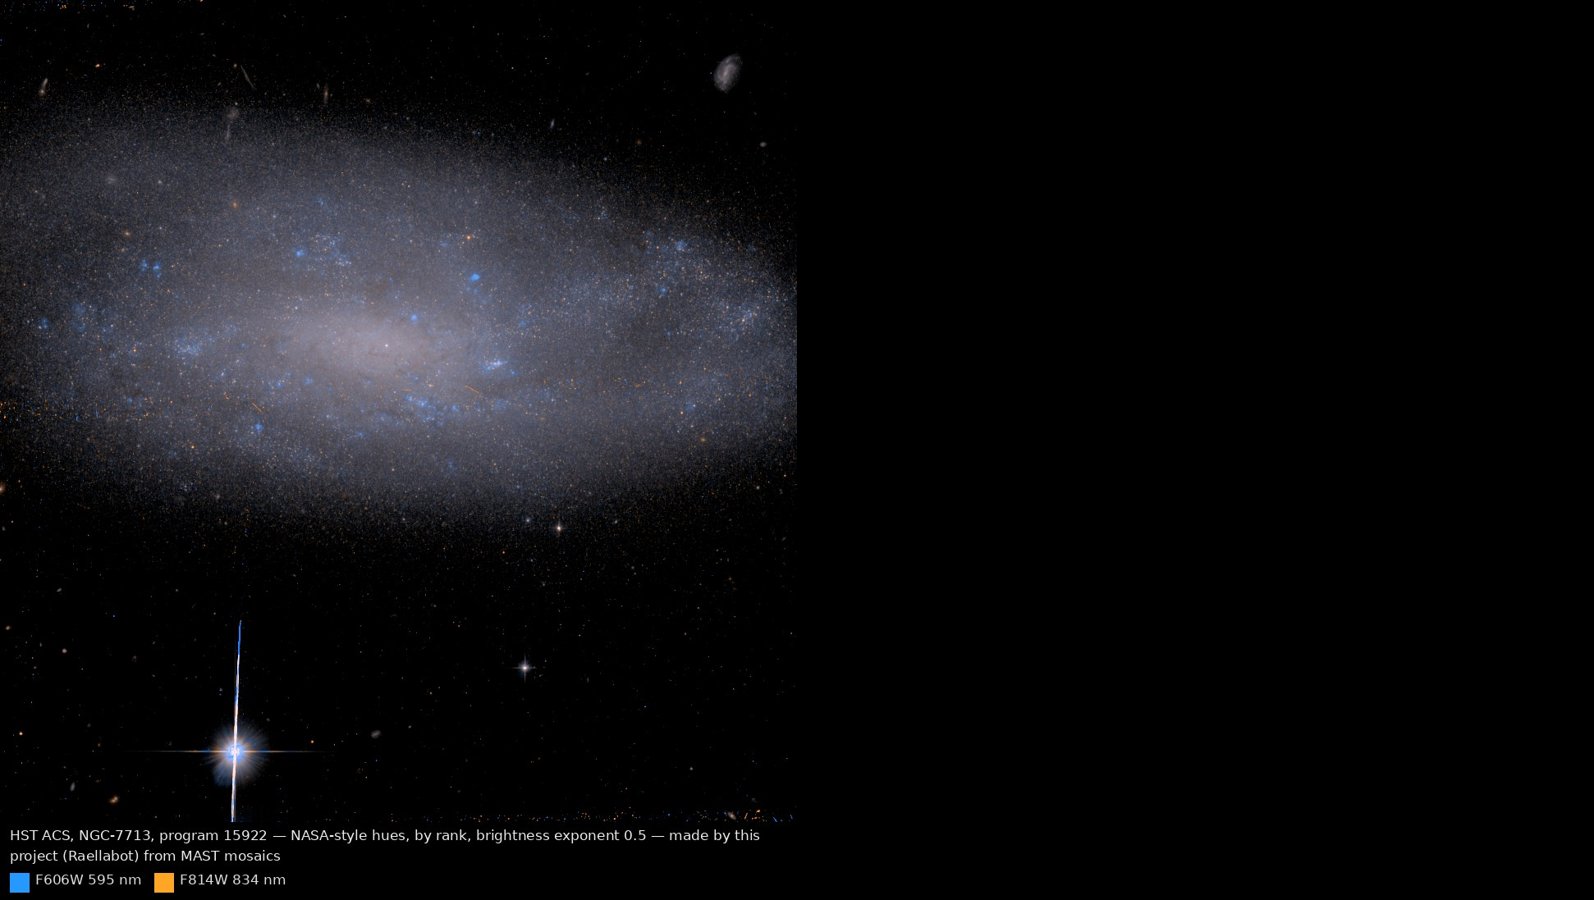 HST ACS, NGC-7713, program 15922 — NASA-style hues, by rank, brightness exponent 0.5 — made by this
project (Raellabot) from MAST mosaics
F606W 595 nm F814W 834 nm